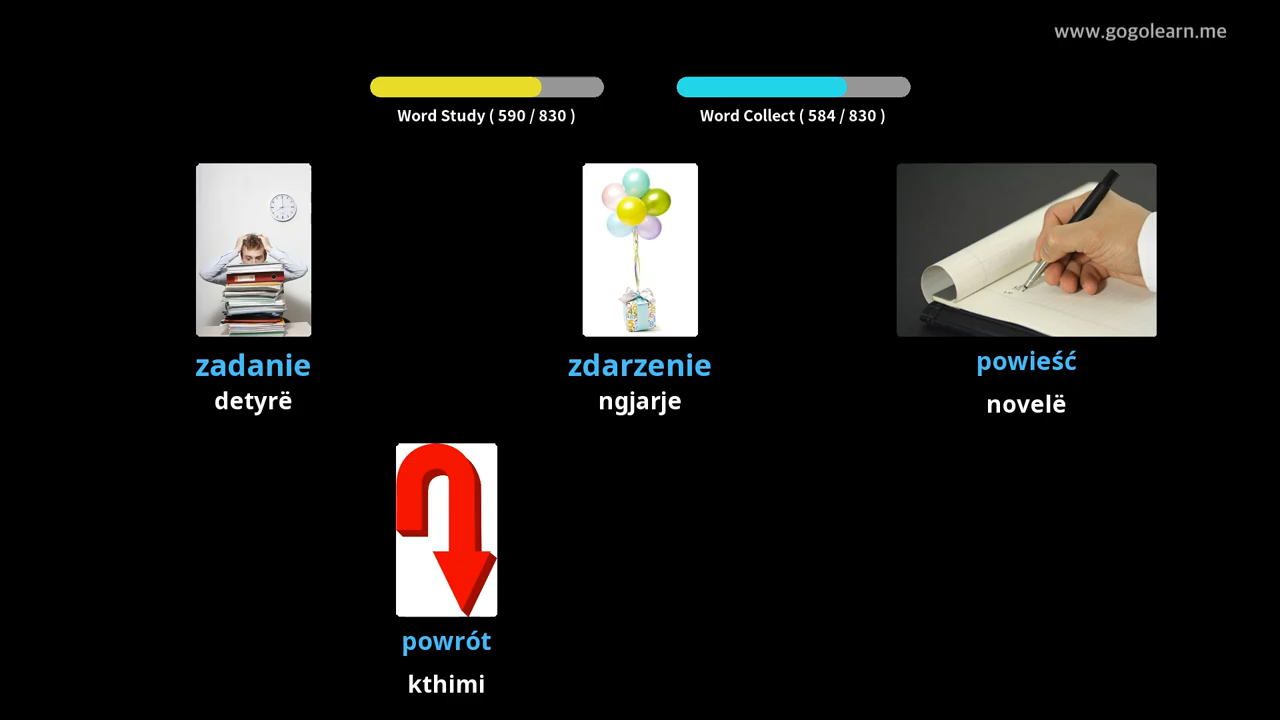 www.gogolearn.me
Word Study ( 590 / 830 )
Word Collect ( 584 / 830 )
zadanie
detyrë
zdarzenie
ngjarje
powieść
novelë
powrót
kthimi